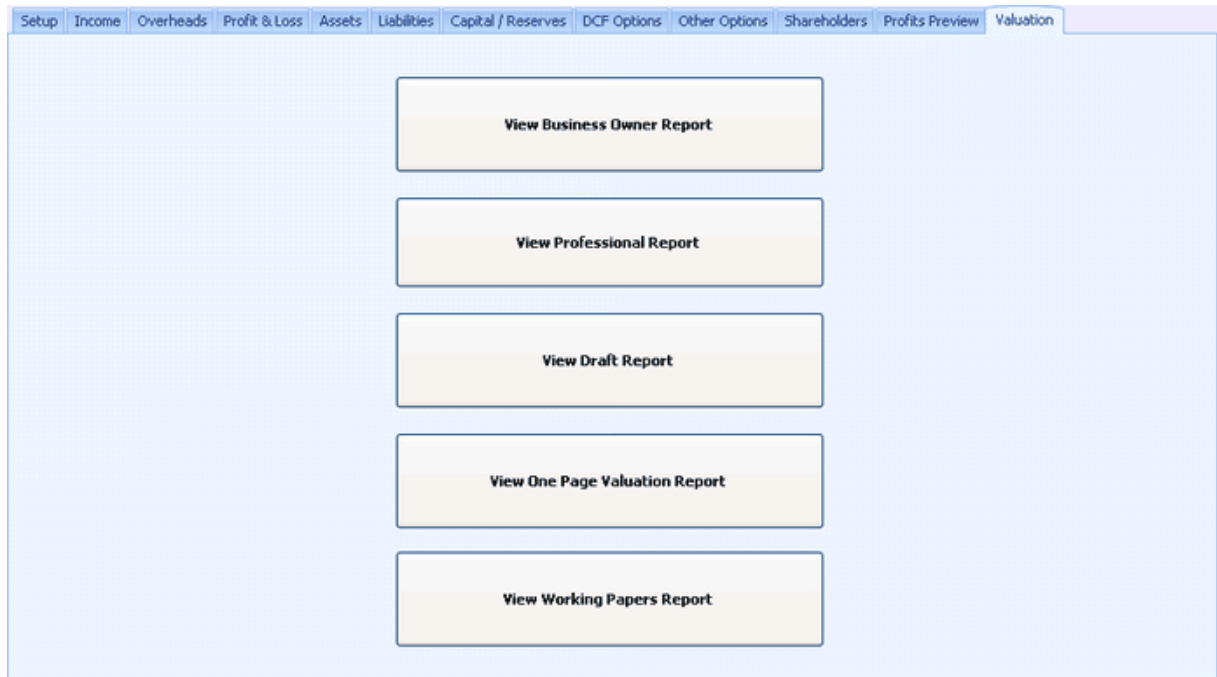 Setup Income Overheads Profit & Loss Assets Liabilities Capital / Reserves DCF Options Other Options Shareholders Profits Preview Valuation
View Business Owner Report
View Professional Report
View Draft Report
View One Page Valuation Report
View Working Papers Report